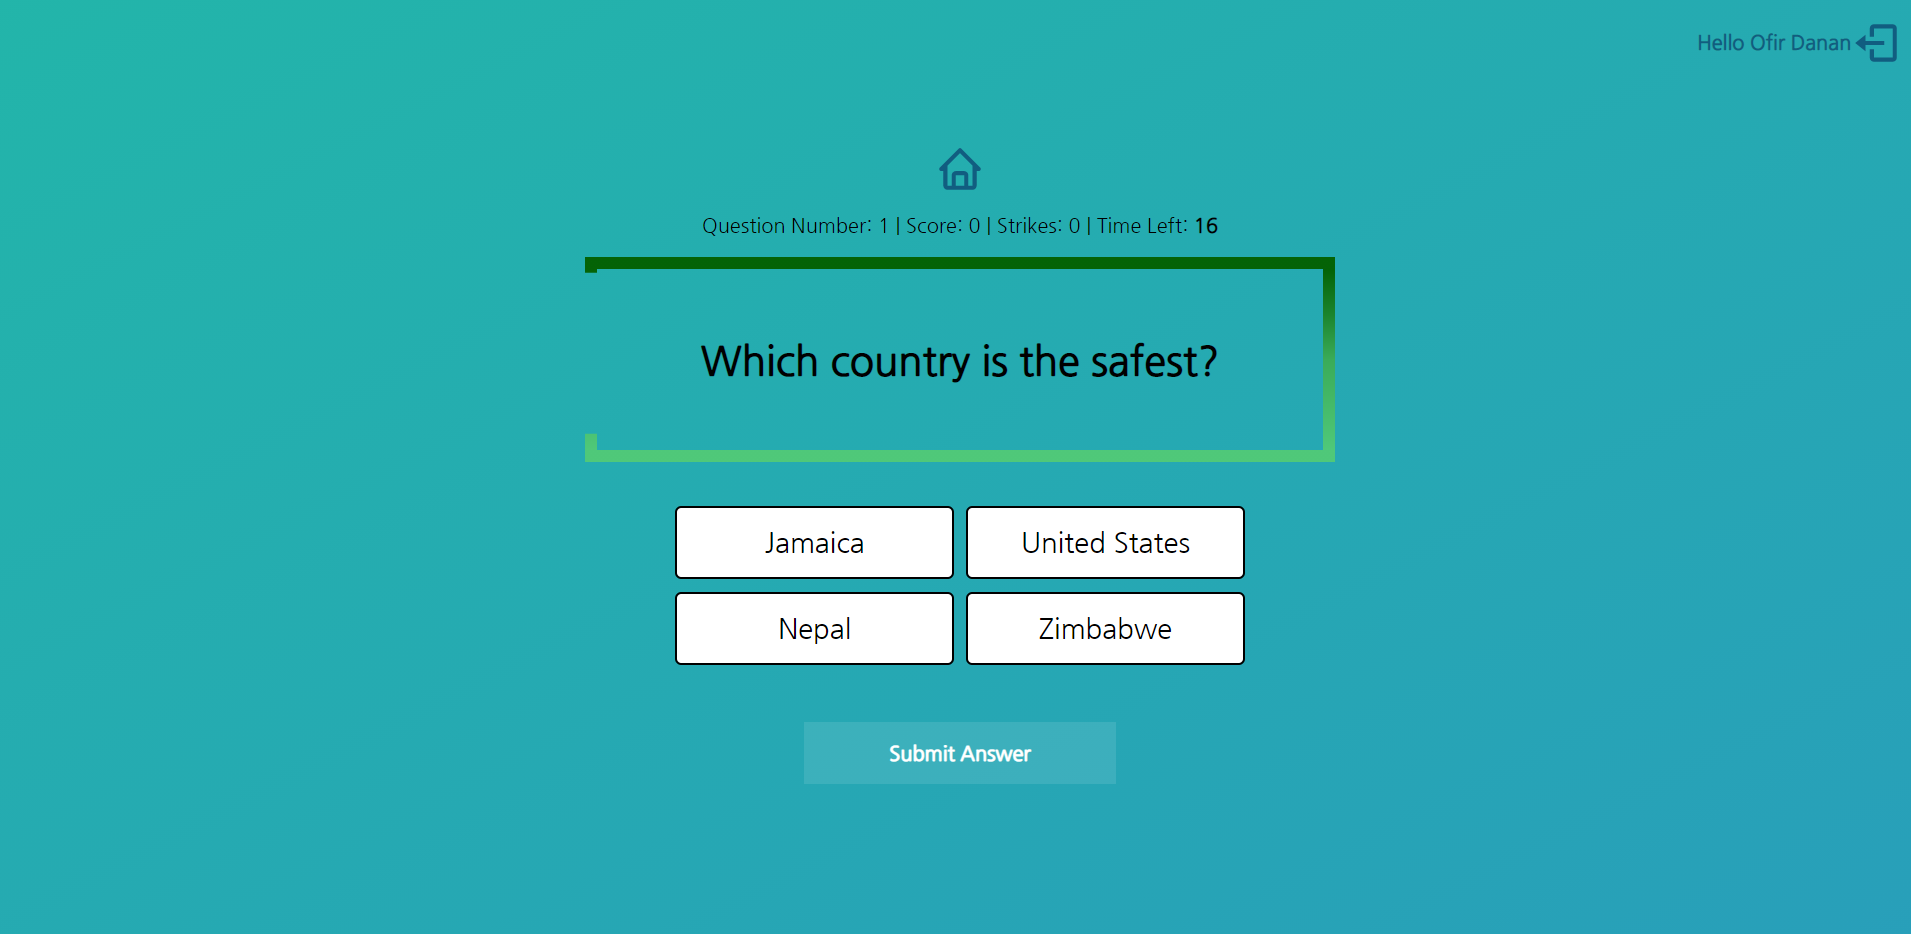 Hello Ofir Danan
Question Number: 1 | Score: 0 | Strikes: 0 | Time Left: 16
Which country is the safest?
Jamaica
United States
Nepal
Zimbabwe
Submit Answer